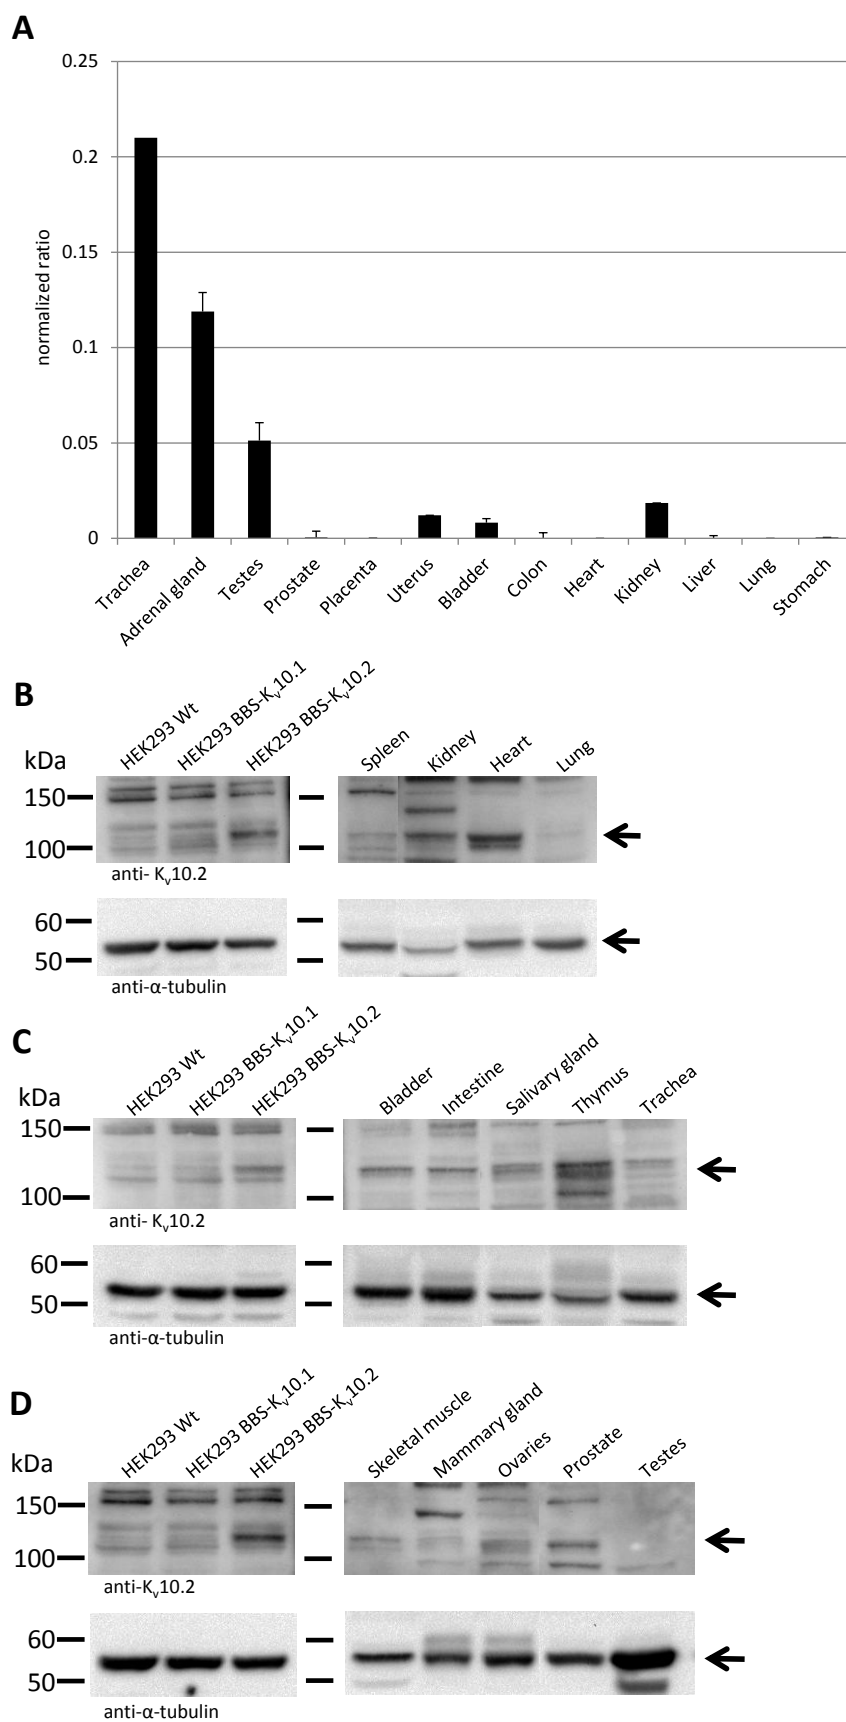 A
0.25
0.2
0.15
0.1
0.05
0
normalized ratio
Trachea
Adrenal gland
Testes
Prostate
Placenta
Uterus
Bladder
Colon
Heart
Kidney
Liver
Lung
Stomach
B
HEK293 Wt
HEK293 BBS-Kv10.1
HEK293 BBS-Kv10.2
Spleen
Kidney
Heart
Lung
kDa
150
100
anti- Kv10.2
60
50
anti-α-tubulin
C
HEK293 Wt
HEK293 BBS-Kv10.1
HEK293 BBS-Kv10.2
Bladder
Intestine
Salivary gland
Thymus
Trachea
kDa
150
100
anti- Kv10.2
60
50
anti-α-tubulin
D
HEK293 Wt
HEK293 BBS-Kv10.1
HEK293 BBS-Kv10.2
Skeletal muscle
Mammary gland
Ovaries
Prostate
Testes
kDa
150
100
anti-Kv10.2
60
50
anti-α-tubulin